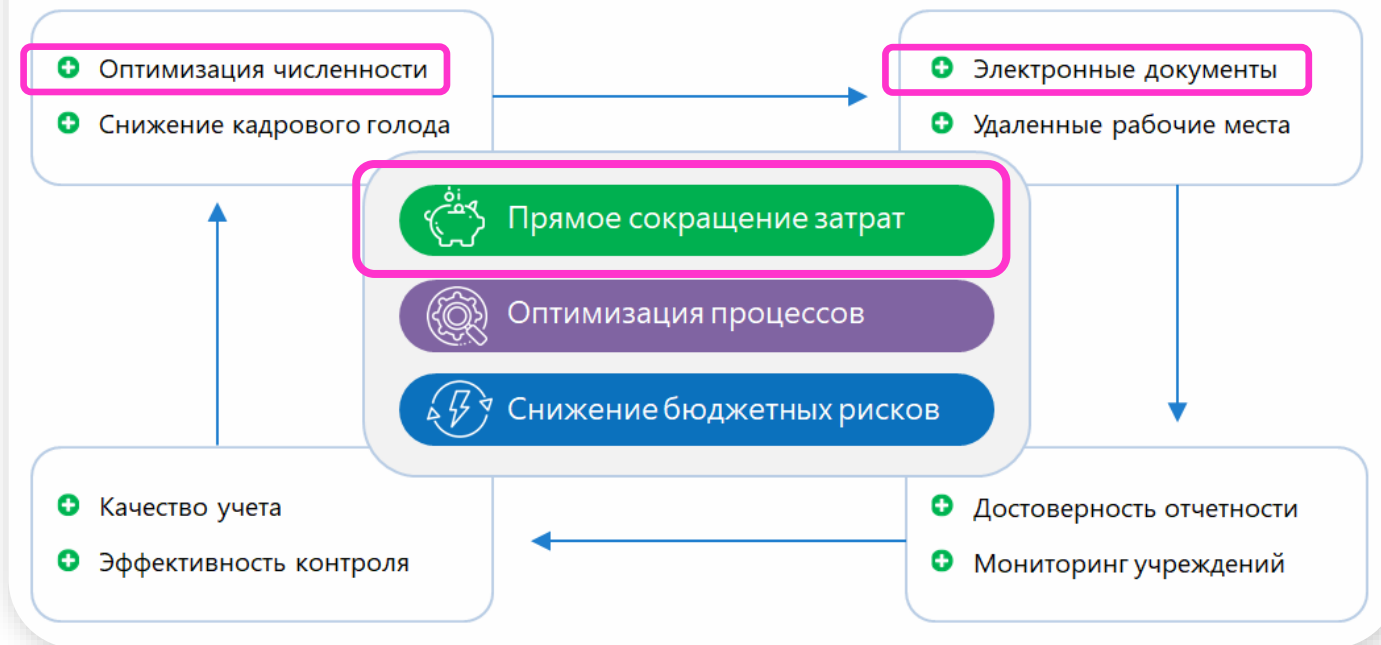 Оптимизация численности
Снижение кадрового голода
Электронные документы
Удаленные рабочие места
Прямое сокращение затрат
Оптимизация процессов
Снижение бюджетных рисков
Качество учета
Эффективность контроля
Достоверность отчетности
Мониторинг учреждений